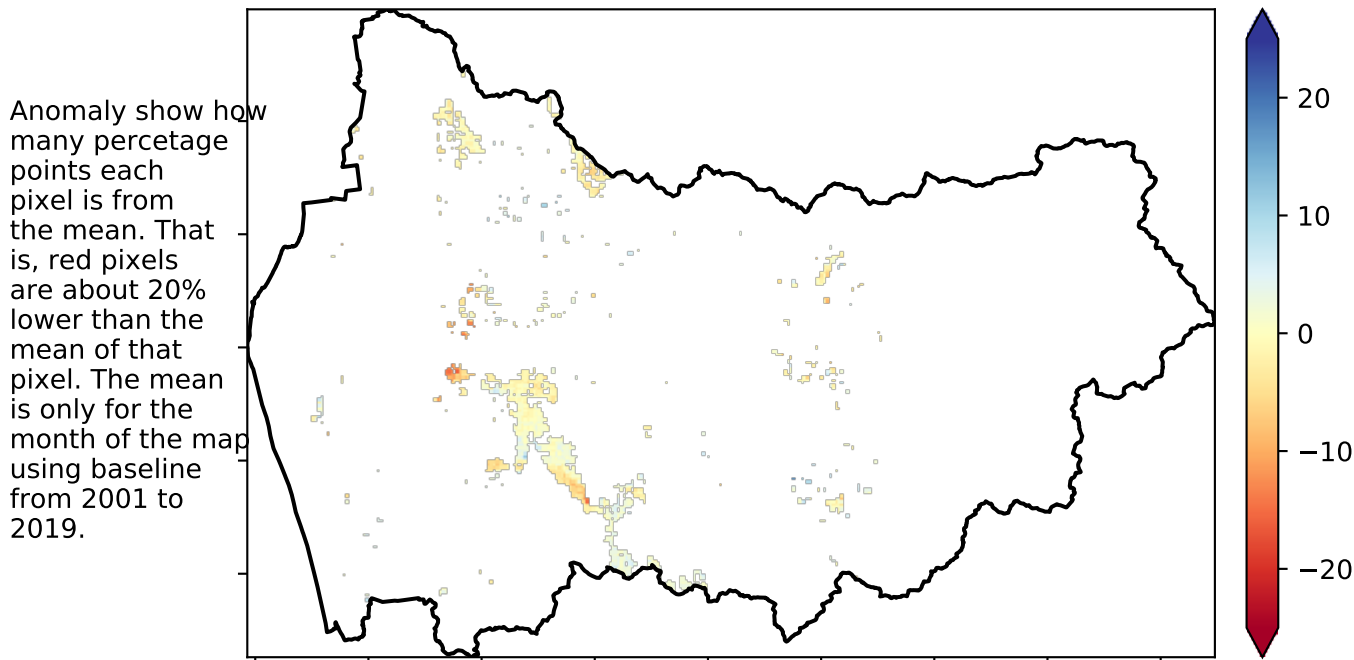 Anomaly show how
many percetage
points each
pixel is from
the mean. That
is, red pixels
are about 20%
lower than the
mean of that
pixel. The mean
is only for the
month of the map
using baseline
from 2001 to
2019.
20
10
0
−10
−20